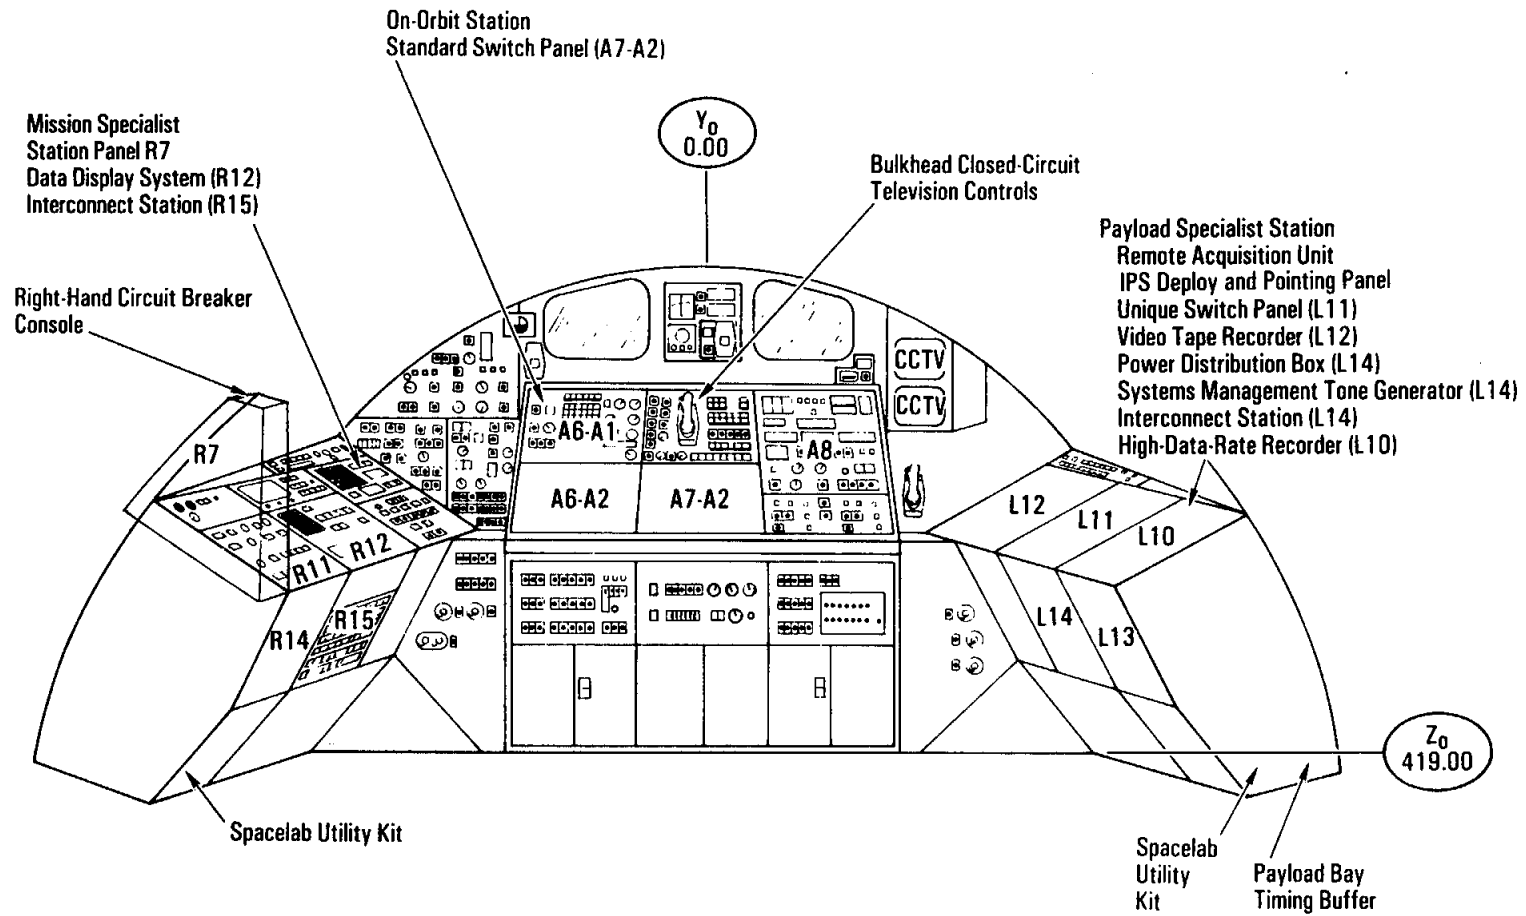 On-Orbit Station
Standard Switch Panel (A7-A2)
Mission Specialist
Station Panel R7
Data Display System (R12)
Interconnect Station (R15)
Y0
0.00
Bulkhead Closed-Circuit
Television Controls
Payload Specialist Station
Remote Acquisition Unit
IPS Deploy and Pointing Panel
Unique Switch Panel (L11)
Video Tape Recorder (L12)
Power Distribution Box (L14)
Systems Management Tone Generator (L14)
Interconnect Station (L14)
High-Data-Rate Recorder (L10)
Right-Hand Circuit Breaker
Console
CCTV
CCTV
R7
A6-A1
A8
A6-A2
A7-A2
L12
L11
L10
R11
R12
R14
R15
L14
L13
Z0
419.00
Spacelab Utility Kit
Spacelab
Utility
Kit
Payload Bay
Timing Buffer